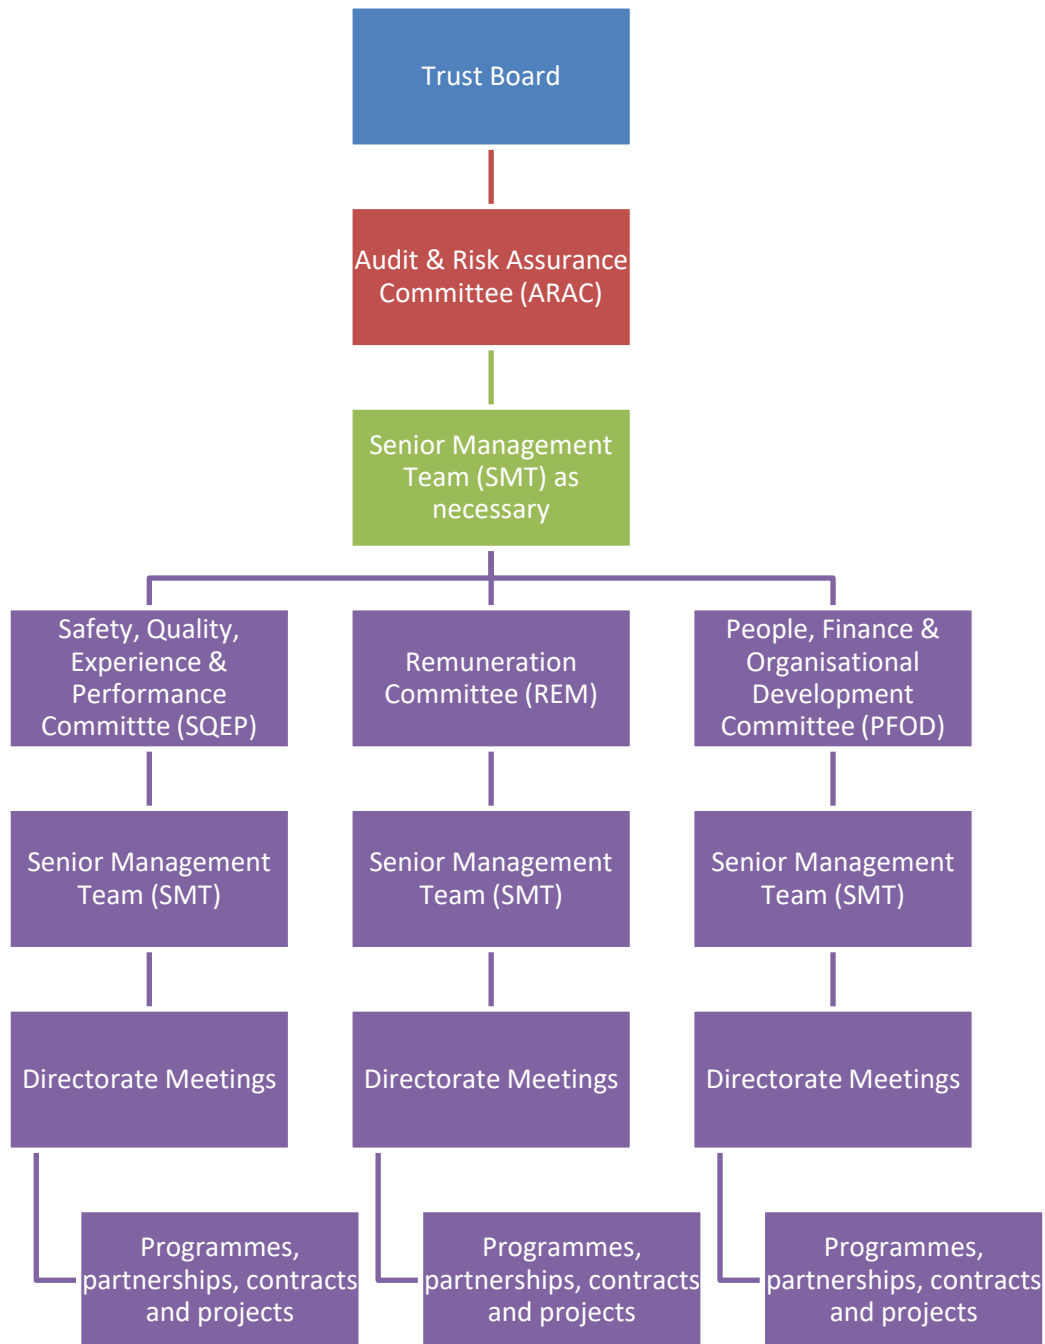 Trust Board
Audit & Risk Assurance
Committee (ARAC)
Senior Management
Team (SMT) as
necessary
Safety, Quality,
Experience &
Performance
Committte (SQEP)
Remuneration
Committee (REM)
People, Finance &
Organisational
Development
Committee (PFOD)
Senior Management
Team (SMT)
Senior Management
Team (SMT)
Senior Management
Team (SMT)
Directorate Meetings
Directorate Meetings
Directorate Meetings
Programmes,
partnerships, contracts
and projects
Programmes,
partnerships, contracts
and projects
Programmes,
partnerships, contracts
and projects